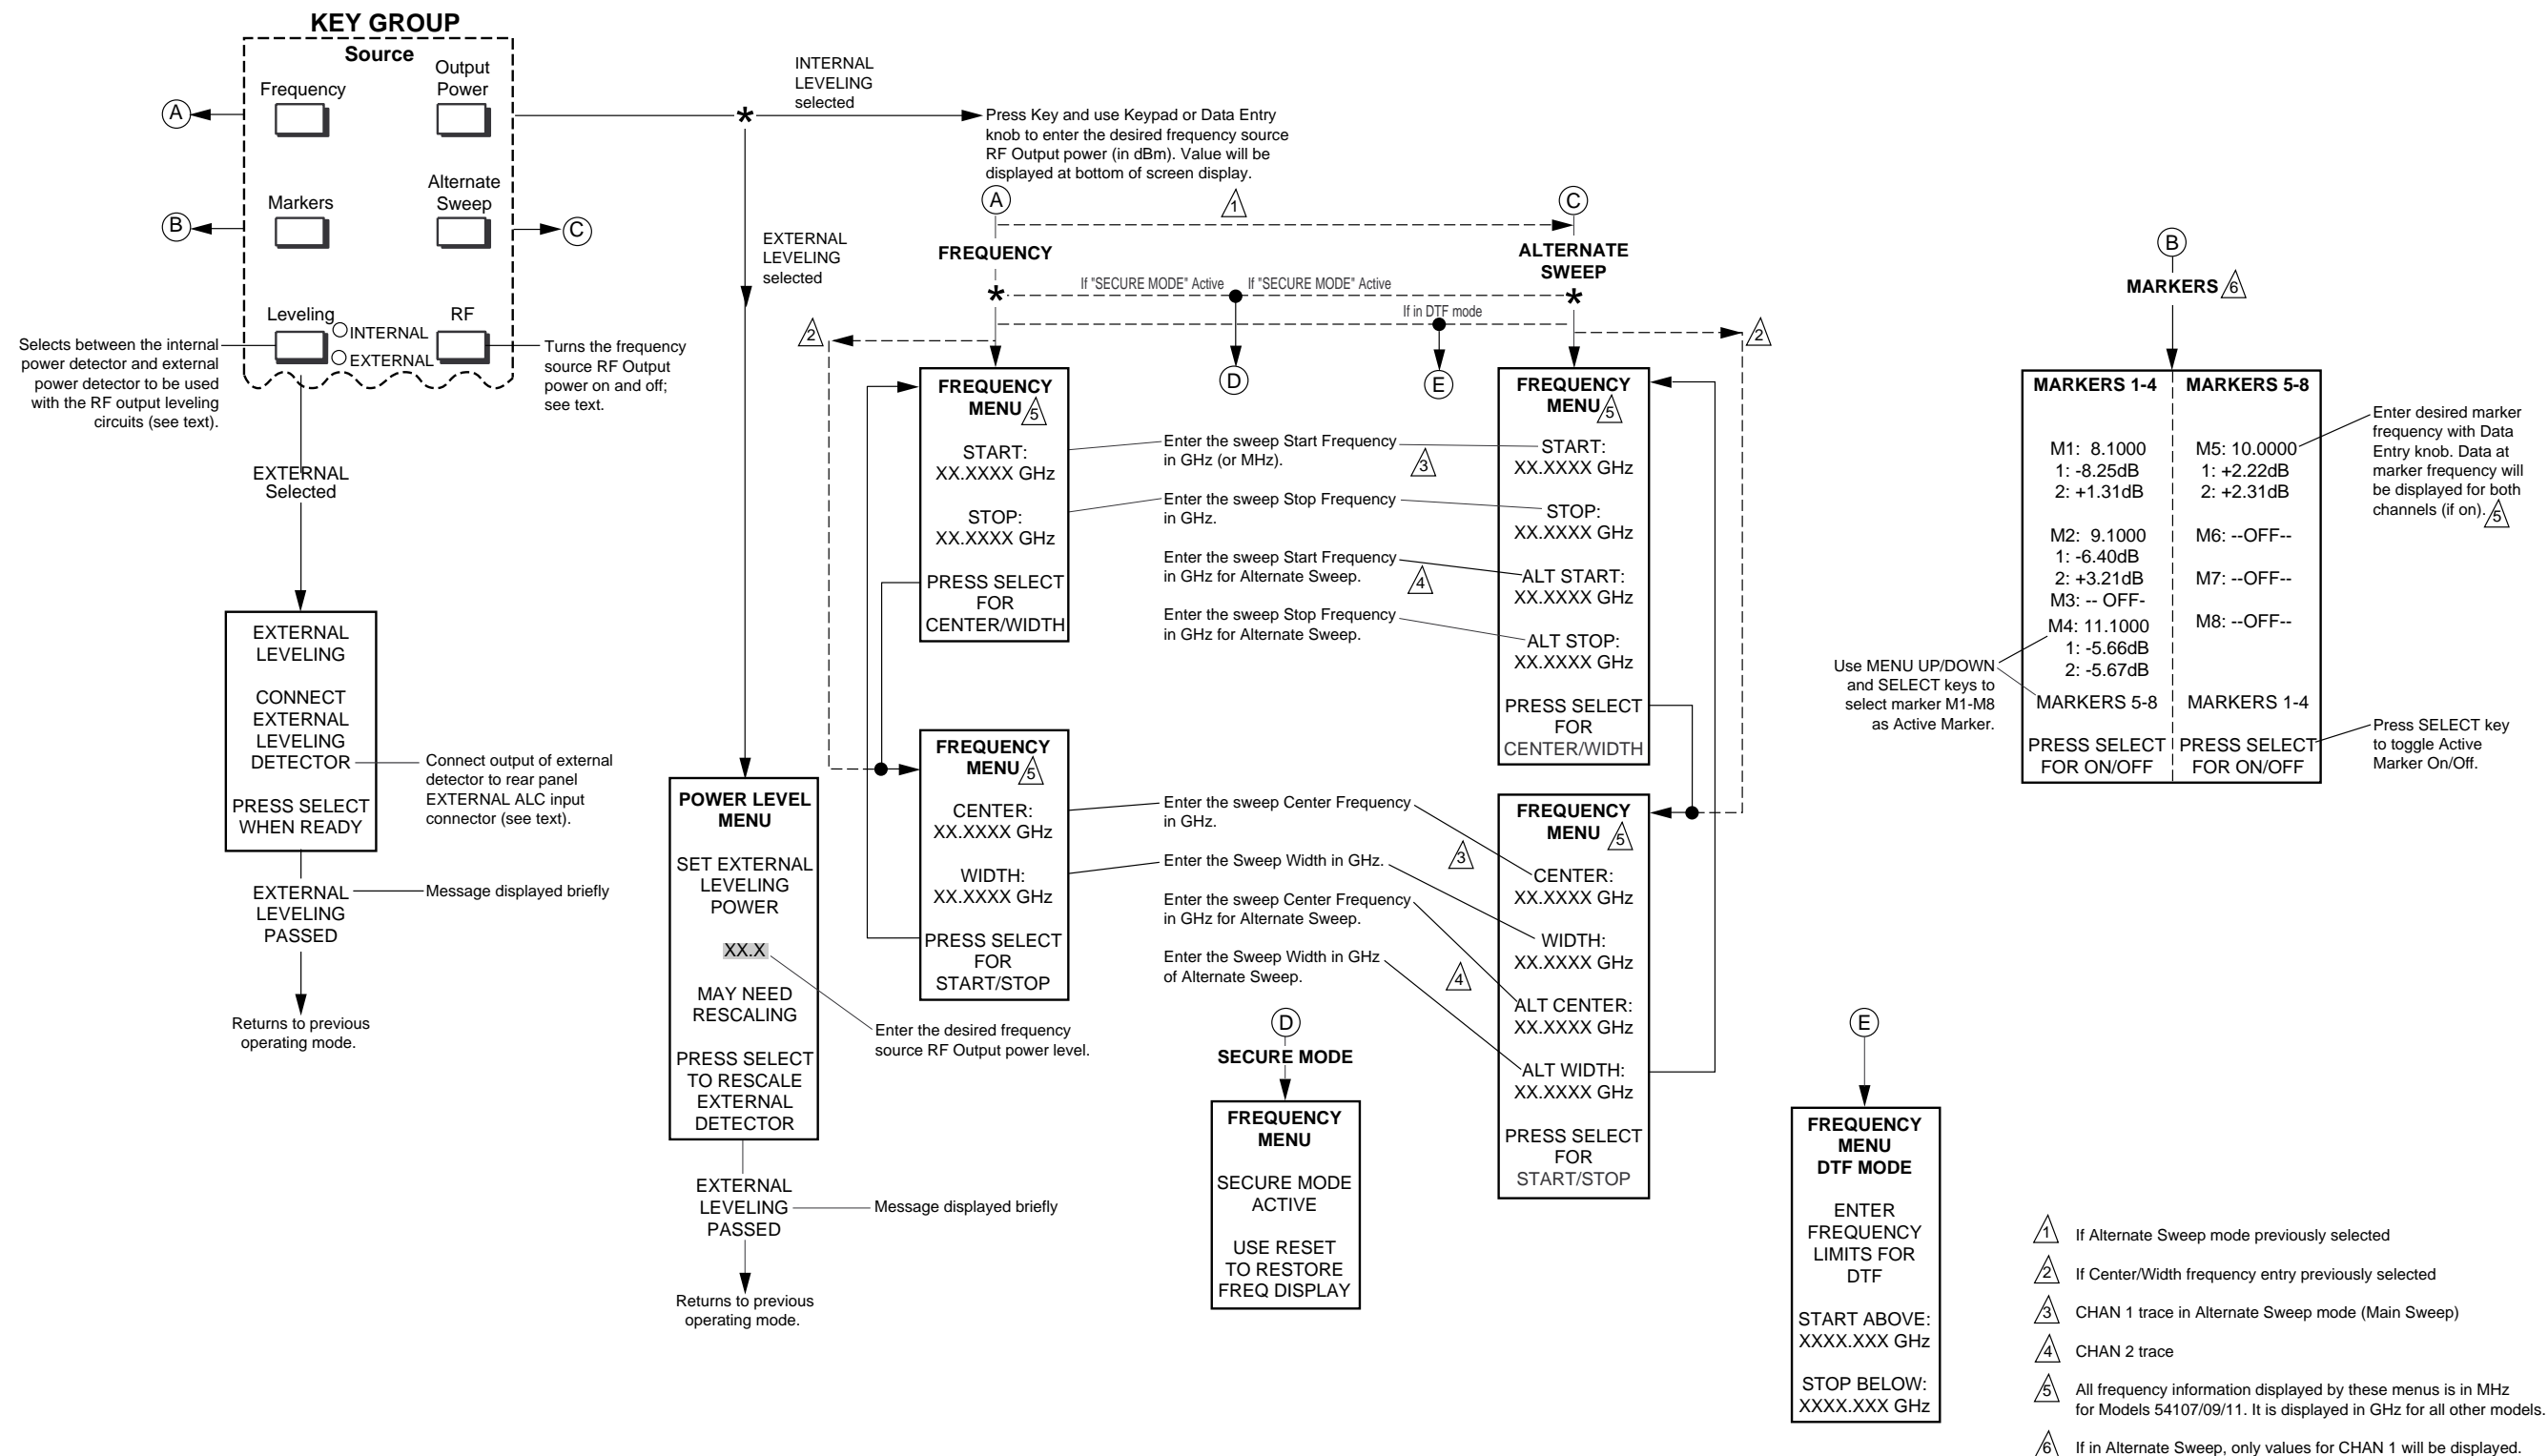 KEY GROUP
Source
Frequency
Output
Power
Markers
Alternate
Sweep
Leveling
INTERNAL
EXTERNAL
RF
A
B
C
Selects between the internal
power detector and external
power detector to be used
with the RF output leveling
circuits (see text).
Turns the frequency
source RF Output
power on and off;
see text.
EXTERNAL
Selected
EXTERNAL
LEVELING
CONNECT
EXTERNAL
LEVELING
DETECTOR
PRESS SELECT
WHEN READY
Connect output of external
detector to rear panel
EXTERNAL ALC input
connector (see text).
EXTERNAL
LEVELING
PASSED
Message displayed briefly
Returns to previous
operating mode.
*
INTERNAL
LEVELING
selected
Press Key and use Keypad or Data Entry
knob to enter the desired frequency source
RF Output power (in dBm). Value will be
displayed at bottom of screen display.
EXTERNAL
LEVELING
selected
POWER LEVEL
MENU
SET EXTERNAL
LEVELING
POWER
XX.X
MAY NEED
RESCALING
PRESS SELECT
TO RESCALE
EXTERNAL
DETECTOR
Enter the desired frequency
source RF Output power level.
EXTERNAL
LEVELING
PASSED
Message displayed briefly
Returns to previous
operating mode.
A
1
C
FREQUENCY
ALTERNATE
SWEEP
*
If "SECURE MODE" Active
If "SECURE MODE" Active
*
If in DTF mode
2
2
D
E
FREQUENCY
MENU 5
START:
XX.XXXX GHz
STOP:
XX.XXXX GHz
PRESS SELECT
FOR
CENTER/WIDTH
FREQUENCY
MENU 5
CENTER:
XX.XXXX GHz
WIDTH:
XX.XXXX GHz
PRESS SELECT
FOR
START/STOP
Enter the sweep Start Frequency
in GHz (or MHz).
3
Enter the sweep Stop Frequency
in GHz.
Enter the sweep Start Frequency
in GHz for Alternate Sweep.
4
Enter the sweep Stop Frequency
in GHz for Alternate Sweep.
Enter the sweep Center Frequency
in GHz.
Enter the Sweep Width in GHz.
3
Enter the sweep Center Frequency
in GHz for Alternate Sweep.
Enter the Sweep Width in GHz
of Alternate Sweep.
4
FREQUENCY
MENU 5
START:
XX.XXXX GHz
STOP:
XX.XXXX GHz
ALT START:
XX.XXXX GHz
ALT STOP:
XX.XXXX GHz
PRESS SELECT
FOR
CENTER/WIDTH
FREQUENCY
MENU 5
CENTER:
XX.XXXX GHz
WIDTH:
XX.XXXX GHz
ALT CENTER:
XX.XXXX GHz
ALT WIDTH:
XX.XXXX GHz
PRESS SELECT
FOR
START/STOP
D
SECURE MODE
FREQUENCY
MENU
SECURE MODE
ACTIVE
USE RESET
TO RESTORE
FREQ DISPLAY
E
FREQUENCY
MENU
DTF MODE
ENTER
FREQUENCY
LIMITS FOR
DTF
START ABOVE:
XXXX.XXX GHz
STOP BELOW:
XXXX.XXX GHz
B
MARKERS 6
MARKERS 1-4
M1: 8.1000
1: -8.25dB
2: +1.31dB
M2: 9.1000
1: -6.40dB
2: +3.21dB
M3: -- OFF-
M4: 11.1000
1: -5.66dB
2: -5.67dB
MARKERS 5-8
PRESS SELECT
FOR ON/OFF
MARKERS 5-8
M5: 10.0000
1: +2.22dB
2: +2.31dB
M6: --OFF--
M7: --OFF--
M8: --OFF--
MARKERS 1-4
PRESS SELECT
FOR ON/OFF
Enter desired marker
frequency with Data
Entry knob. Data at
marker frequency will
be displayed for both
channels (if on). 5
Use MENU UP/DOWN
and SELECT keys to
select marker M1-M8
as Active Marker.
Press SELECT key
to toggle Active
Marker On/Off.
1 If Alternate Sweep mode previously selected
2 If Center/Width frequency entry previously selected
3 CHAN 1 trace in Alternate Sweep mode (Main Sweep)
4 CHAN 2 trace
5 All frequency information displayed by these menus is in MHz
for Models 54107/09/11. It is displayed in GHz for all other models.
6 If in Alternate Sweep, only values for CHAN 1 will be displayed.